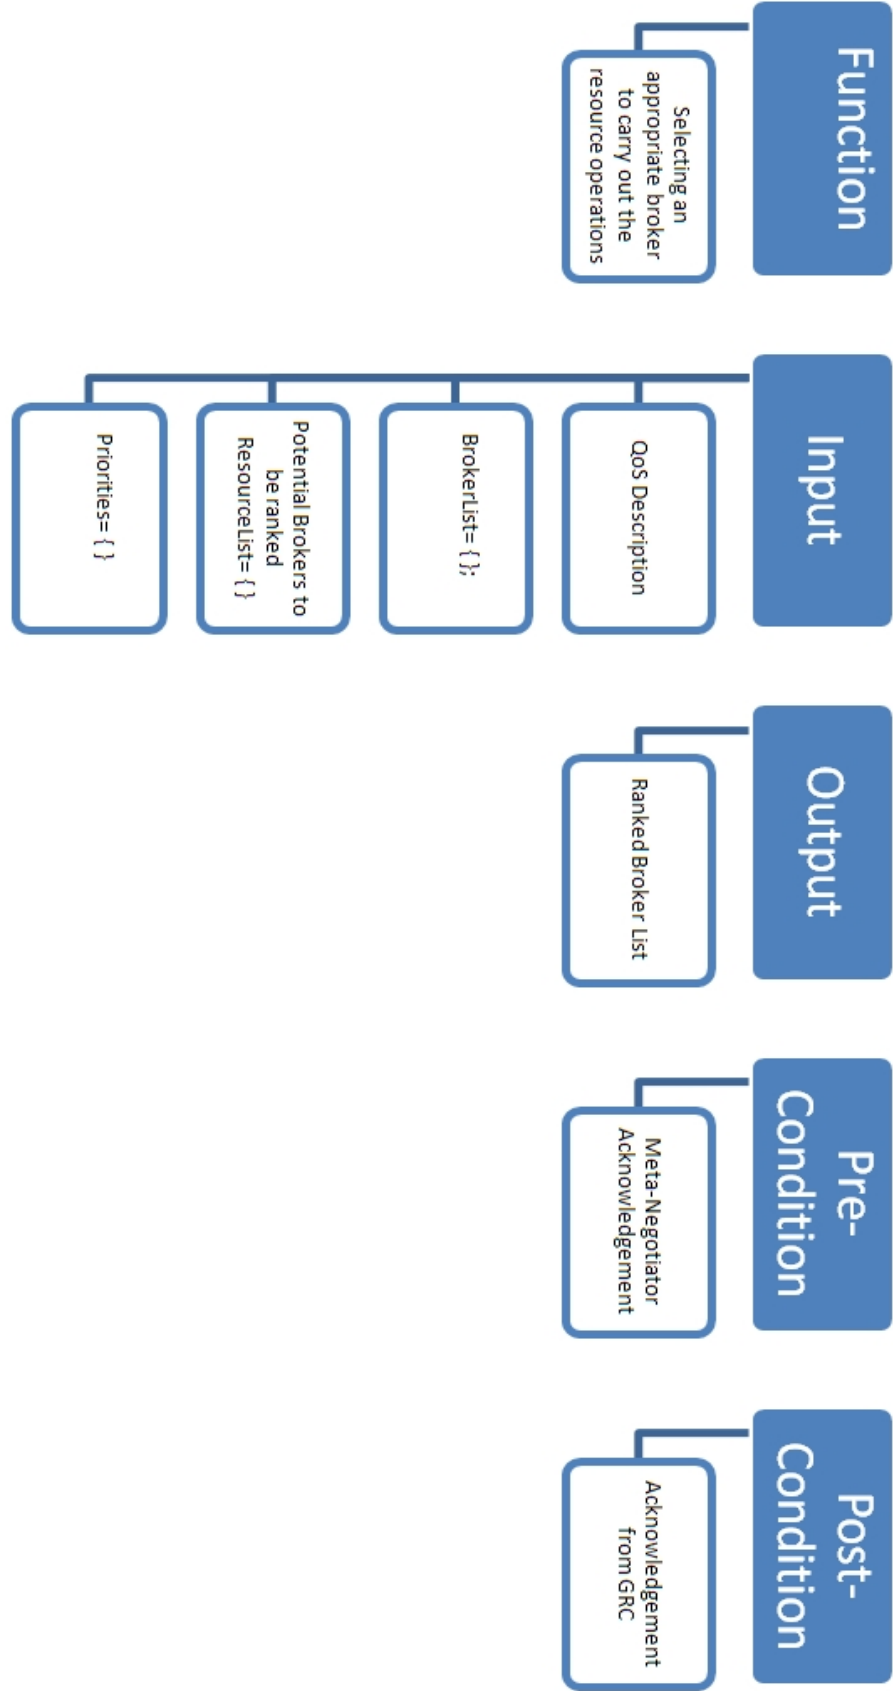 Function
Selecting an
appropriate broker
to carry out the
resource operations
Input
QoS Description
BrokerList= { };
Potential Brokers to
be ranked
ResourceList= { }
Priorities= { }
Output
Ranked Broker List
Pre-
Condition
Meta-Negotiator
Acknowledgement
Post-
Condition
Acknowledgement
from GRC